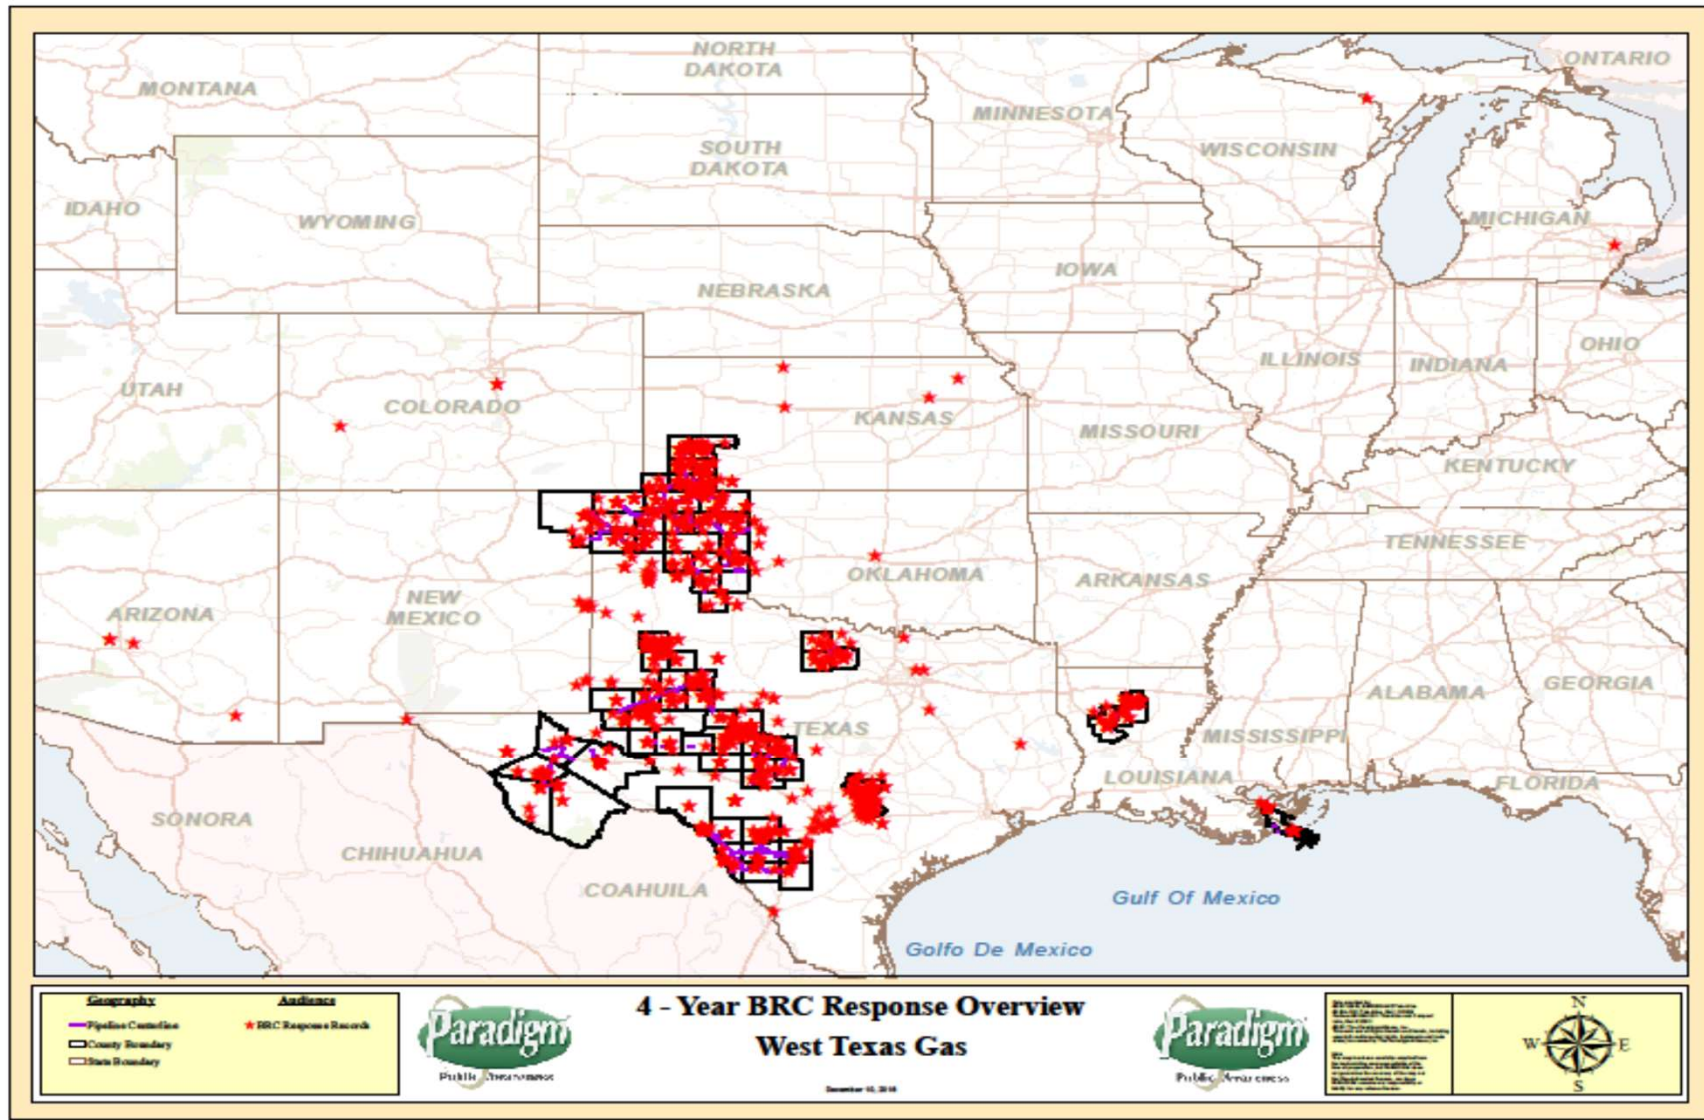 NORTH
DAKOTA
ONTARIO
MONTANA
MINNESOTA
SOUTH
DAKOTA
WISCONSIN
IDAHO
WYOMING
MICHIGAN
IOWA
NEBRASKA
OHIO
ILLINOIS
INDIANA
UTAH
COLORADO
KANSAS
MISSOURI
KENTUCKY
TENNESSEE
OKLAHOMA
ARKANSAS
NEW
MEXICO
ARIZONA
ALABAMA
GEORGIA
TEXAS
MISSISSIPPI
LOUISIANA
FLORIDA
SONORA
CHIHUAHUA
COAHUILA
Gulf Of Mexico
Golfo De Mexico
Geography
Audience
Pipeline Centerline
BRC Response Records
County Boundary
State Boundary
Paradigm
Public Awareness
4 - Year BRC Response Overview
West Texas Gas
Paradigm
Public Awareness
N
W
E
S